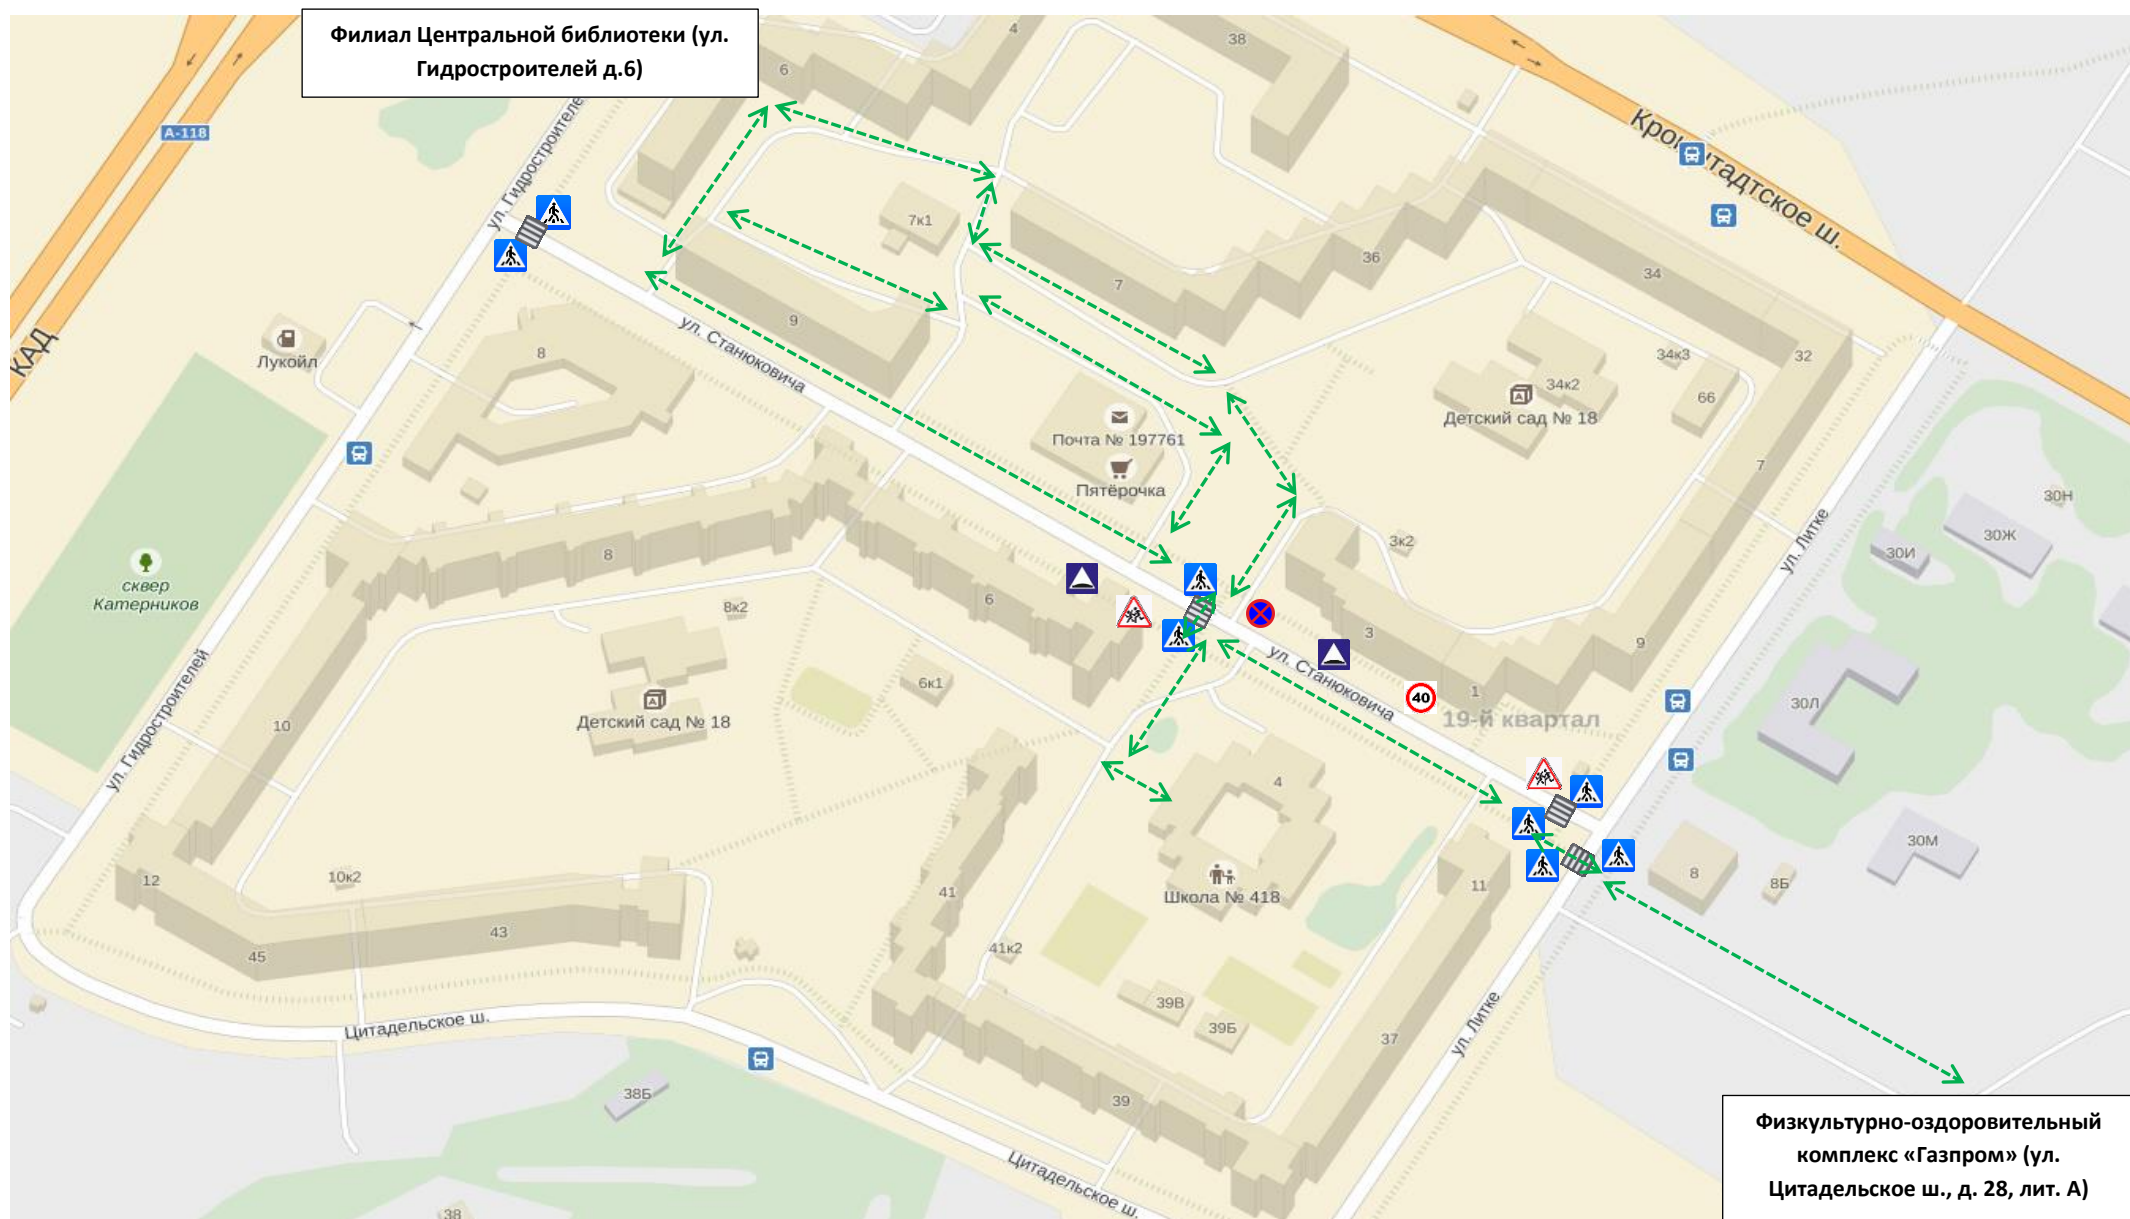 Филиал Центральной библиотеки (ул.
Гидростроителей д.6)
4
38
6
А-118
Кронштадтское ш.
ул. Гидростроителе
7к1
36
34
7
КАД
Лукойл
9
ул. Станюковича
8
34к3
32
34к2
66
Детский сад № 18
Почта № 197761
Пятёрочка
7
30Н
30Ж
30И
ул. Литке
3к2
сквер
Катерников
8
6
8к2
3
9
ул. Станюковича
40
1
19-й квартал
30Л
6к1
Детский сад № 18
ул. Гидростроителей
10
4
30М
8
8Б
12
10к2
41
Школа № 418
11
43
45
41к2
39В
39Б
37
ул. Литке
Цитадельское ш.
38Б
39
Цитадельское ш.
38
Физкультурно-оздоровительный
комплекс «Газпром» (ул.
Цитадельское ш., д. 28, лит. А)